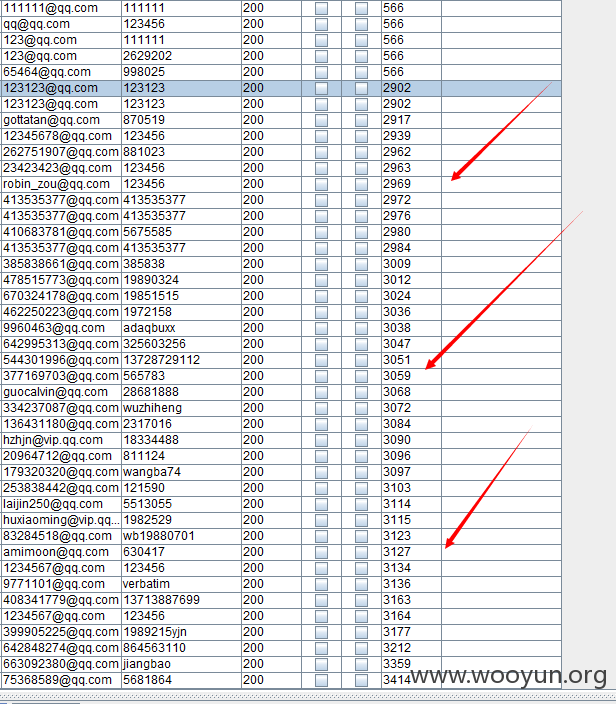 111111@qq.com 111111 200 566
qq@qq.com 123456 200 566
123@qq.com 111111 200 566
123@qq.com 2629202 200 566
65464@qq.com 998025 200 566
123123@qq.com 123123 200 2902
123123@qq.com 123123 200 2902
gottatan@qq.com 870519 200 2917
12345678@qq.com 123456 200 2939
262751907@qq.com 881023 200 2962
23423423@qq.com 123456 200 2963
robin_zou@qq.com 123456 200 2969
413535377@qq.com 413535377 200 2972
413535377@qq.com 413535377 200 2976
410683781@qq.com 5675585 200 2980
413535377@qq.com 413535377 200 2984
385838661@qq.com 385838 200 3009
478515773@qq.com 19890324 200 3012
670324178@qq.com 19851515 200 3024
462250223@qq.com 1972158 200 3036
9960463@qq.com adaqbuxx 200 3038
642995313@qq.com 325603256 200 3047
544301996@qq.com 13728729112 200 3051
377169703@qq.com 565783 200 3059
guocalvin@qq.com 28681888 200 3068
334237087@qq.com wuzhiheng 200 3072
136431180@qq.com 2317016 200 3084
hzhjn@vip.qq.com 18334488 200 3090
20964712@qq.com 811124 200 3096
179320320@qq.com wangba74 200 3097
253838442@qq.com 121590 200 3103
laijin250@qq.com 5513055 200 3114
huxiaoming@vip.qq... 1982529 200 3115
83284518@qq.com wb19880701 200 3123
amimoon@qq.com 630417 200 3127
1234567@qq.com 123456 200 3134
9771101@qq.com verbatim 200 3136
408341779@qq.com 13713887699 200 3163
1234567@qq.com 123456 200 3164
399905225@qq.com 1989215yjn 200 3177
642848274@qq.com 864563110 200 3212
663092380@qq.com jiangbao 200 3359
75368589@qq.com 5681864 200 3414
www.wooyun.org